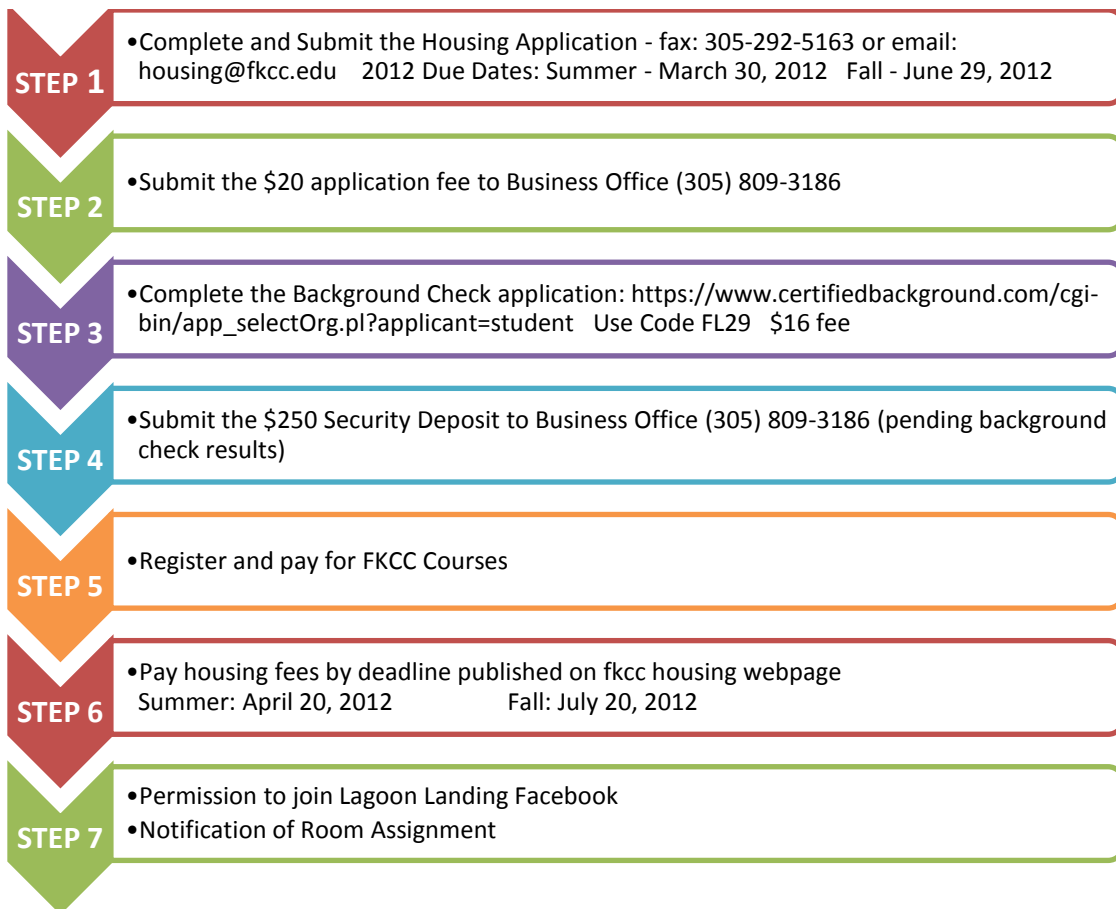 STEP 1
•Complete and Submit the Housing Application - fax: 305-292-5163 or email:
housing@fkcc.edu 2012 Due Dates: Summer - March 30, 2012 Fall - June 29, 2012
STEP 2
•Submit the $20 application fee to Business Office (305) 809-3186
STEP 3
•Complete the Background Check application: https://www.certifiedbackground.com/cgi-
bin/app_selectOrg.pl?applicant=student Use Code FL29 $16 fee
STEP 4
•Submit the $250 Security Deposit to Business Office (305) 809-3186 (pending background
check results)
STEP 5
•Register and pay for FKCC Courses
STEP 6
•Pay housing fees by deadline published on fkcc housing webpage
Summer: April 20, 2012 Fall: July 20, 2012
STEP 7
•Permission to join Lagoon Landing Facebook
•Notification of Room Assignment